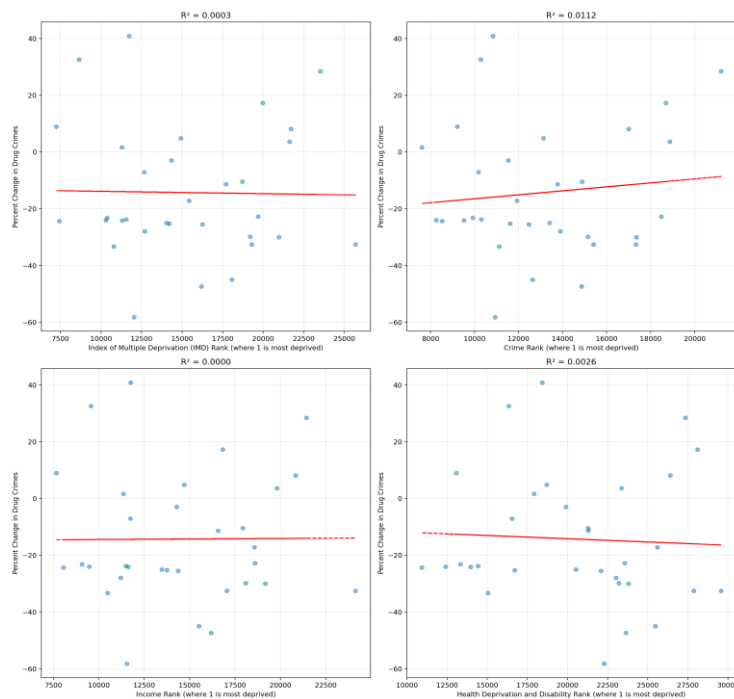 R² = 0.0003
Percent Change in Drug Crimes
40
20
0
−20
−40
−60
7500 10000 12500 15000 17500 20000 22500 25000
Index of Multiple Deprivation (IMD) Rank (where 1 is most deprived)
R² = 0.0112
Percent Change in Drug Crimes
40
20
0
−20
−40
−60
8000 10000 12000 14000 16000 18000 20000
Crime Rank (where 1 is most deprived)
R² = 0.0000
Percent Change in Drug Crimes
40
20
0
−20
−40
−60
7500 10000 12500 15000 17500 20000 22500
Income Rank (where 1 is most deprived)
R² = 0.0026
Percent Change in Drug Crimes
40
20
0
−20
−40
−60
10000 12500 15000 17500 20000 22500 25000 27500
Health Deprivation and Disability Rank (where 1 is most deprived)